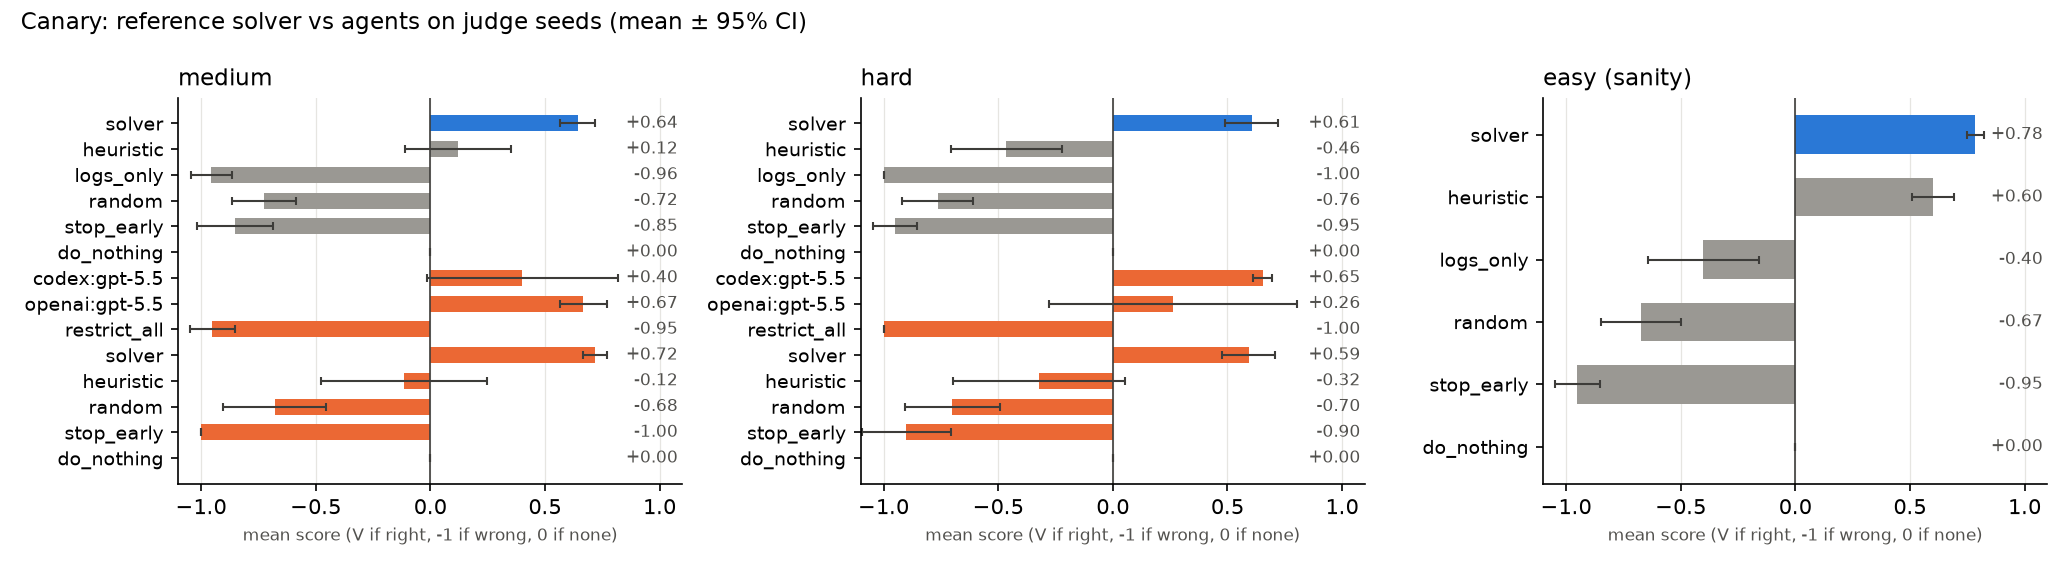 Canary: reference solver vs agents on judge seeds (mean ± 95% CI)
medium
solver +0.64
heuristic +0.12
logs_only -0.96
random -0.72
stop_early -0.85
do_nothing +0.00
codex:gpt-5.5 +0.40
openai:gpt-5.5 +0.67
restrict_all -0.95
solver +0.72
heuristic -0.12
random -0.68
stop_early -1.00
do_nothing +0.00
−1.0 −0.5 0.0 0.5 1.0
mean score (V if right, -1 if wrong, 0 if none)
hard
solver +0.61
heuristic -0.46
logs_only -1.00
random -0.76
stop_early -0.95
do_nothing +0.00
codex:gpt-5.5 +0.65
openai:gpt-5.5 +0.26
restrict_all -1.00
solver +0.59
heuristic -0.32
random -0.70
stop_early -0.90
do_nothing +0.00
−1.0 −0.5 0.0 0.5 1.0
mean score (V if right, -1 if wrong, 0 if none)
easy (sanity)
solver +0.78
heuristic +0.60
logs_only -0.40
random -0.67
stop_early -0.95
do_nothing +0.00
−1.0 −0.5 0.0 0.5 1.0
mean score (V if right, -1 if wrong, 0 if none)